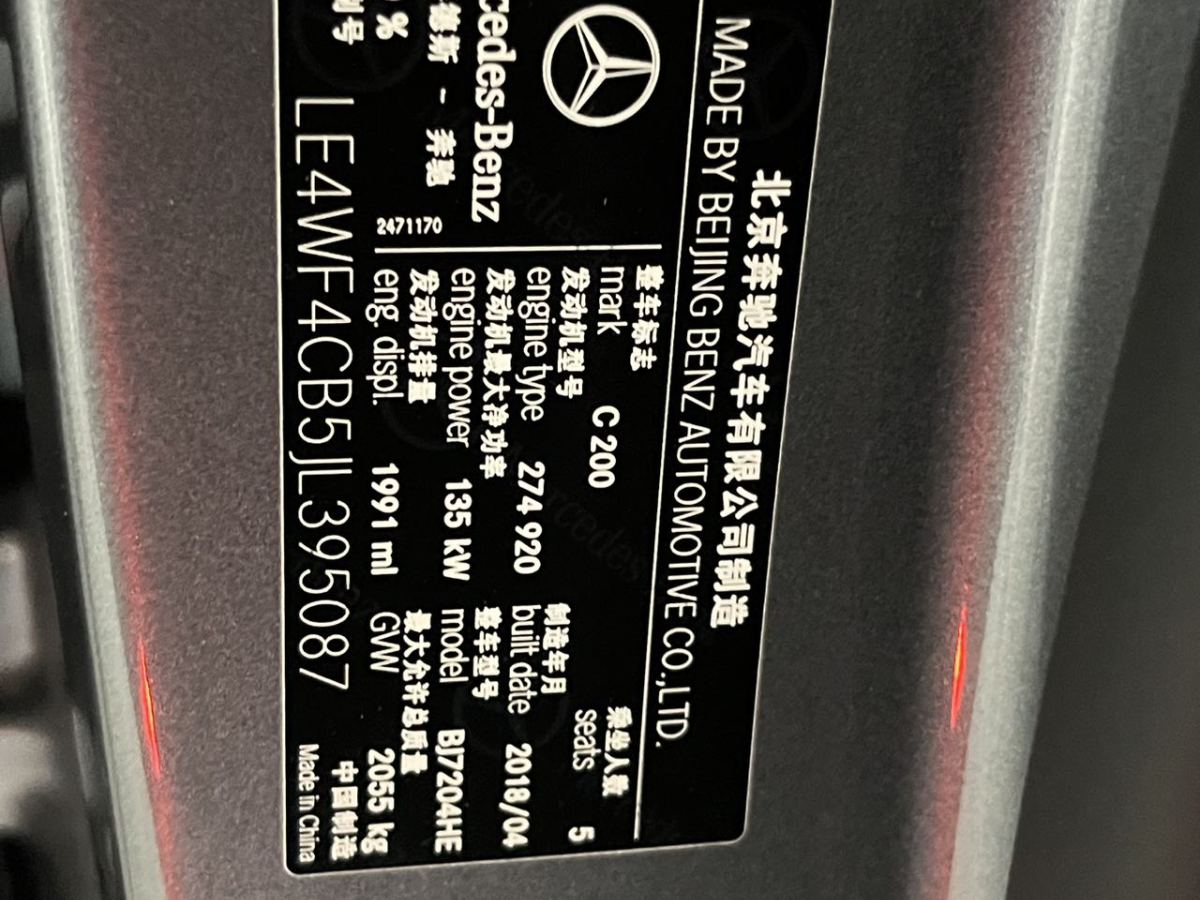 北京奔驰汽车有限公司制造
MADE BY BEIJING BENZ AUTOMOTIVE CO.,LTD.
整车标志
mark C 200
乘坐人数
seats 5
发动机型号
engine type 274 920
制造年月
built date 2018/04
发动机最大净功率
engine power 135 kW
整车型号
model BJ7204HE
发动机排量
eng. displ. 1991 ml
最大允许总质量
GVW 2055 kg
cedes-Benz
德斯 - 奔驰
2471170
%
号
LE4WF4CB5JL395087
中国制造
Made in China